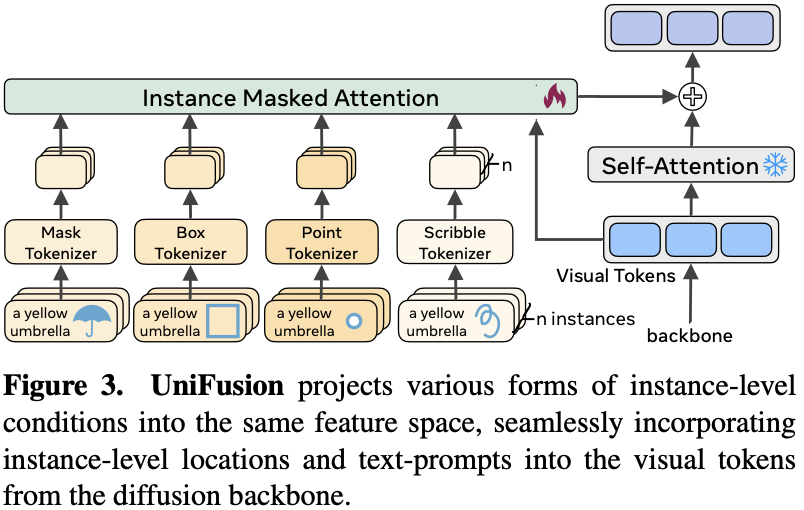 Instance Masked Attention
Self-Attention
n
Mask
Tokenizer
Box
Tokenizer
Point
Tokenizer
Scribble
Tokenizer
Visual Tokens
a yellow
umbrella
a yellow
umbrella
a yellow
umbrella
a yellow
umbrella
n instances
backbone
Figure 3. UniFusion projects various forms of instance-level
conditions into the same feature space, seamlessly incorporating
instance-level locations and text-prompts into the visual tokens
from the diffusion backbone.